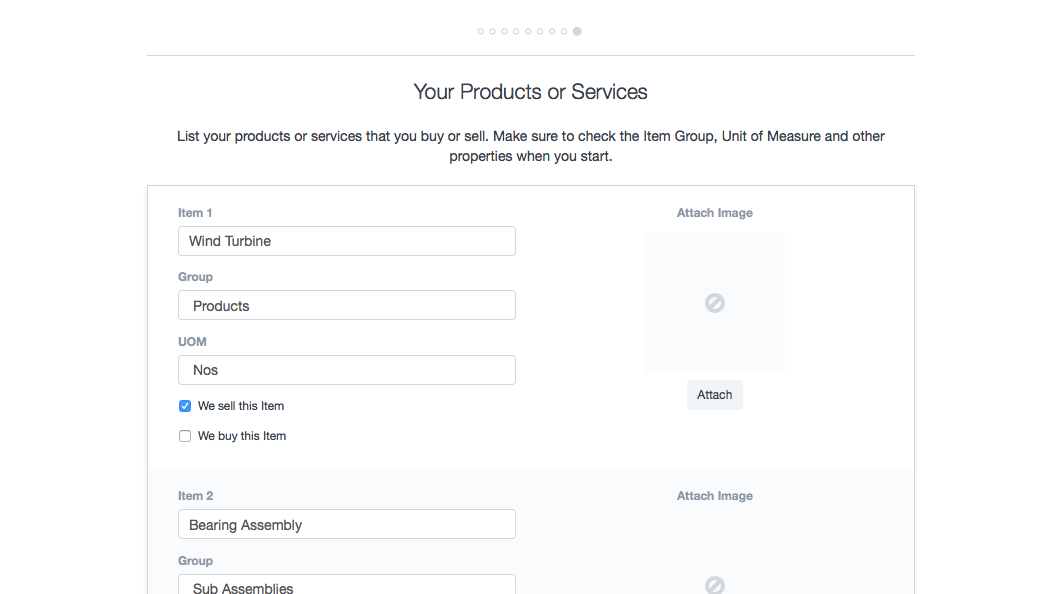 Your Products or Services
List your products or services that you buy or sell. Make sure to check the Item Group, Unit of Measure and other
properties when you start.
Item 1
Attach Image
Wind Turbine
Group
Products
UOM
Nos
Attach
We sell this Item
We buy this Item
Item 2
Attach Image
Bearing Assembly
Group
Sub Assemblies